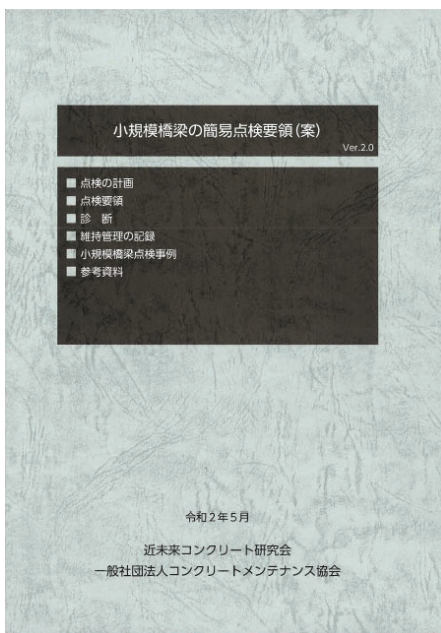 小規模橋梁の簡易点検要領(案)
Ver.2.0
■ 点検の計画
■ 点検要領
■ 診　断
■ 維持管理の記録
■ 小規模橋梁点検事例
■ 参考資料
令和2年5月
近未来コンクリート研究会
一般社団法人コンクリートメンテナンス協会